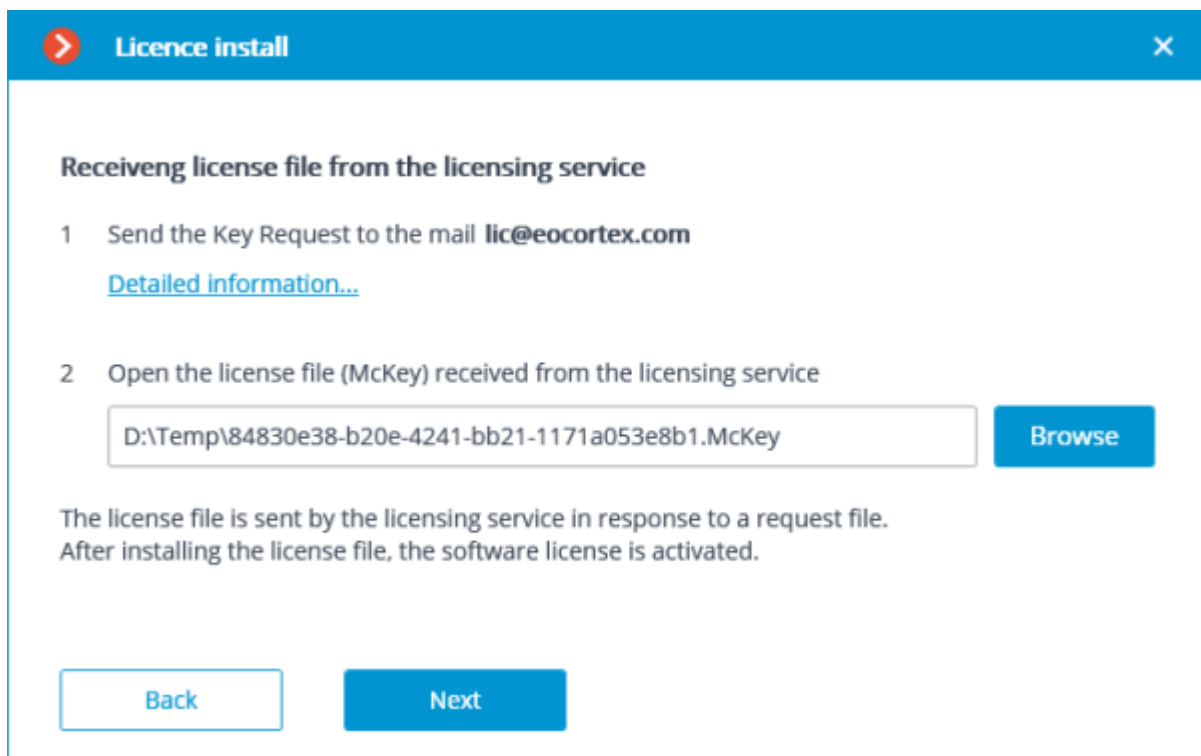 Licence install
Receiveng license file from the licensing service
1 Send the Key Request to the mail lic@eocortex.com
Detailed information...
2 Open the license file (McKey) received from the licensing service
D:\Temp\84830e38-b20e-4241-bb21-1171a053e8b1.McKey
Browse
The license file is sent by the licensing service in response to a request file.
After installing the license file, the software license is activated.
Back
Next